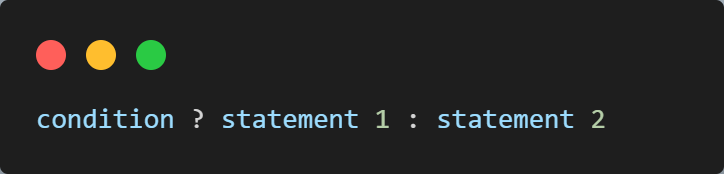 condition ? statement 1 : statement 2